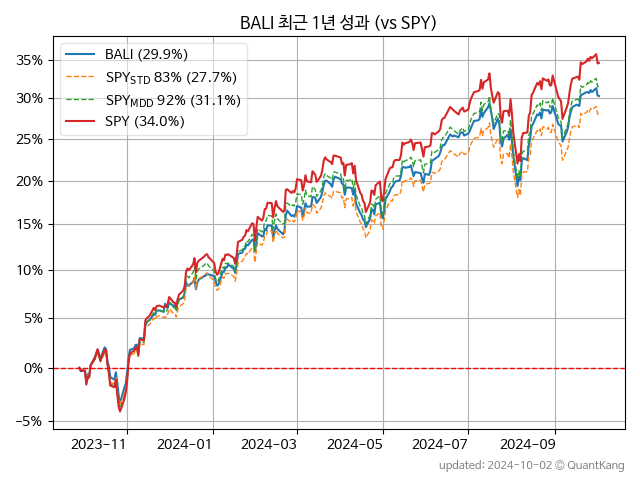 BALI 최근 1년 성과 (vs SPY)
BALI (29.9%)
SPY_STD 83% (27.7%)
SPY_MDD 92% (31.1%)
SPY (34.0%)
35%
30%
25%
20%
15%
10%
5%
0%
−5%
2023−11 2024−01 2024−03 2024−05 2024−07 2024−09
updated: 2024-10-02 © QuantKang